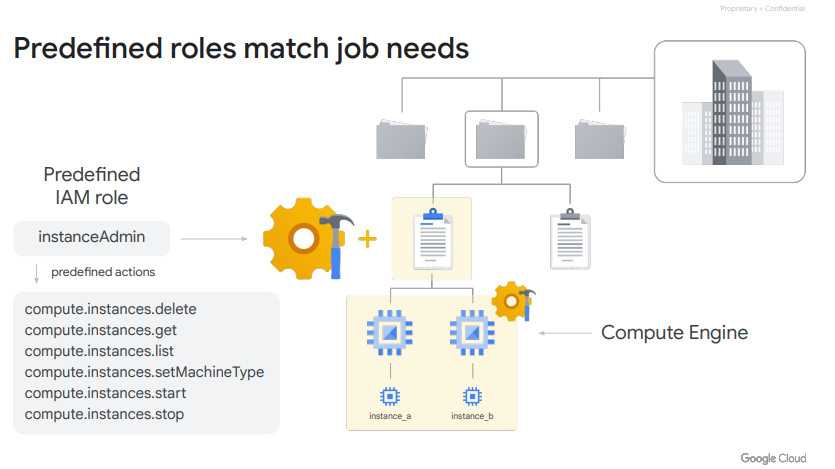 Proprietary + Confidential
Predefined roles match job needs
Predefined
IAM role
instanceAdmin
predefined actions
compute.instances.delete
compute.instances.get
compute.instances.list
compute.instances.setMachineType
compute.instances.start
compute.instances.stop
Compute Engine
instance_a
instance_b
Google Cloud